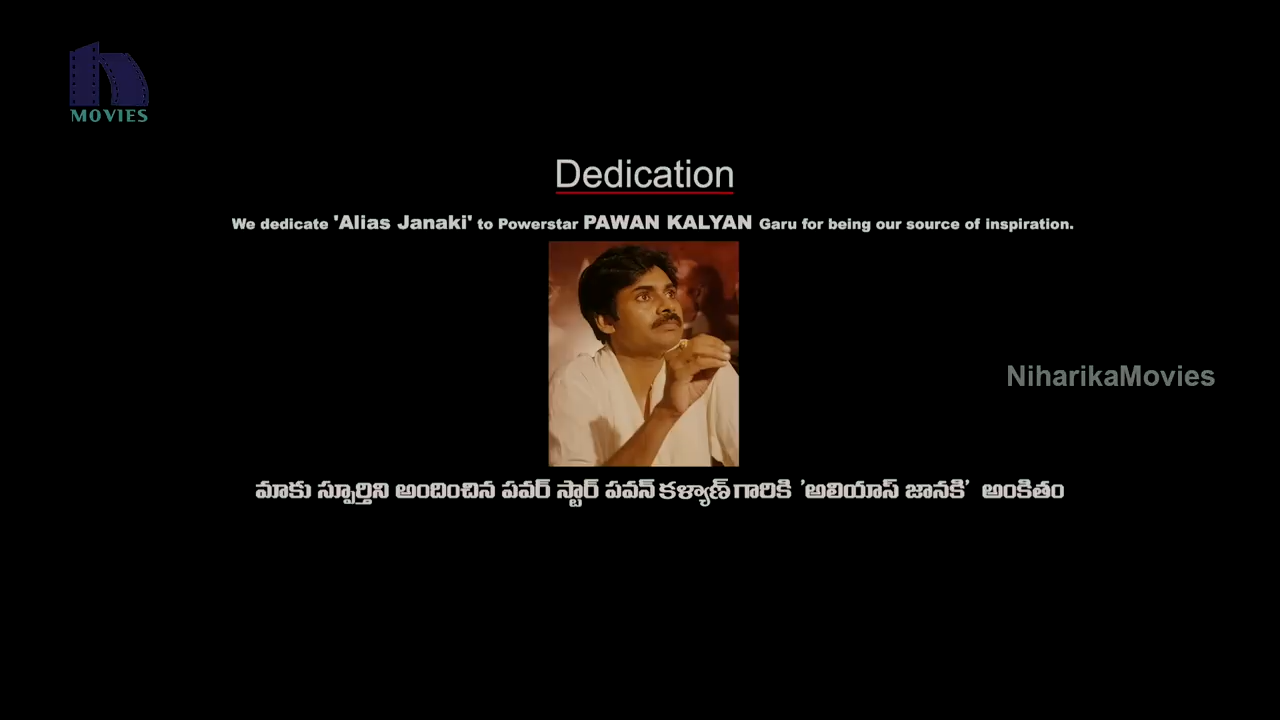 MOVIES
Dedication
We dedicate 'Alias Janaki' to Powerstar PAWAN KALYAN Garu for being our source of inspiration.
NiharikaMovies
మాకు స్ఫూర్తిని అందించిన పవర్ స్టార్ పవన్ కళ్యాణ్ గారికి 'అలియాస్ జానకి' అంకితం